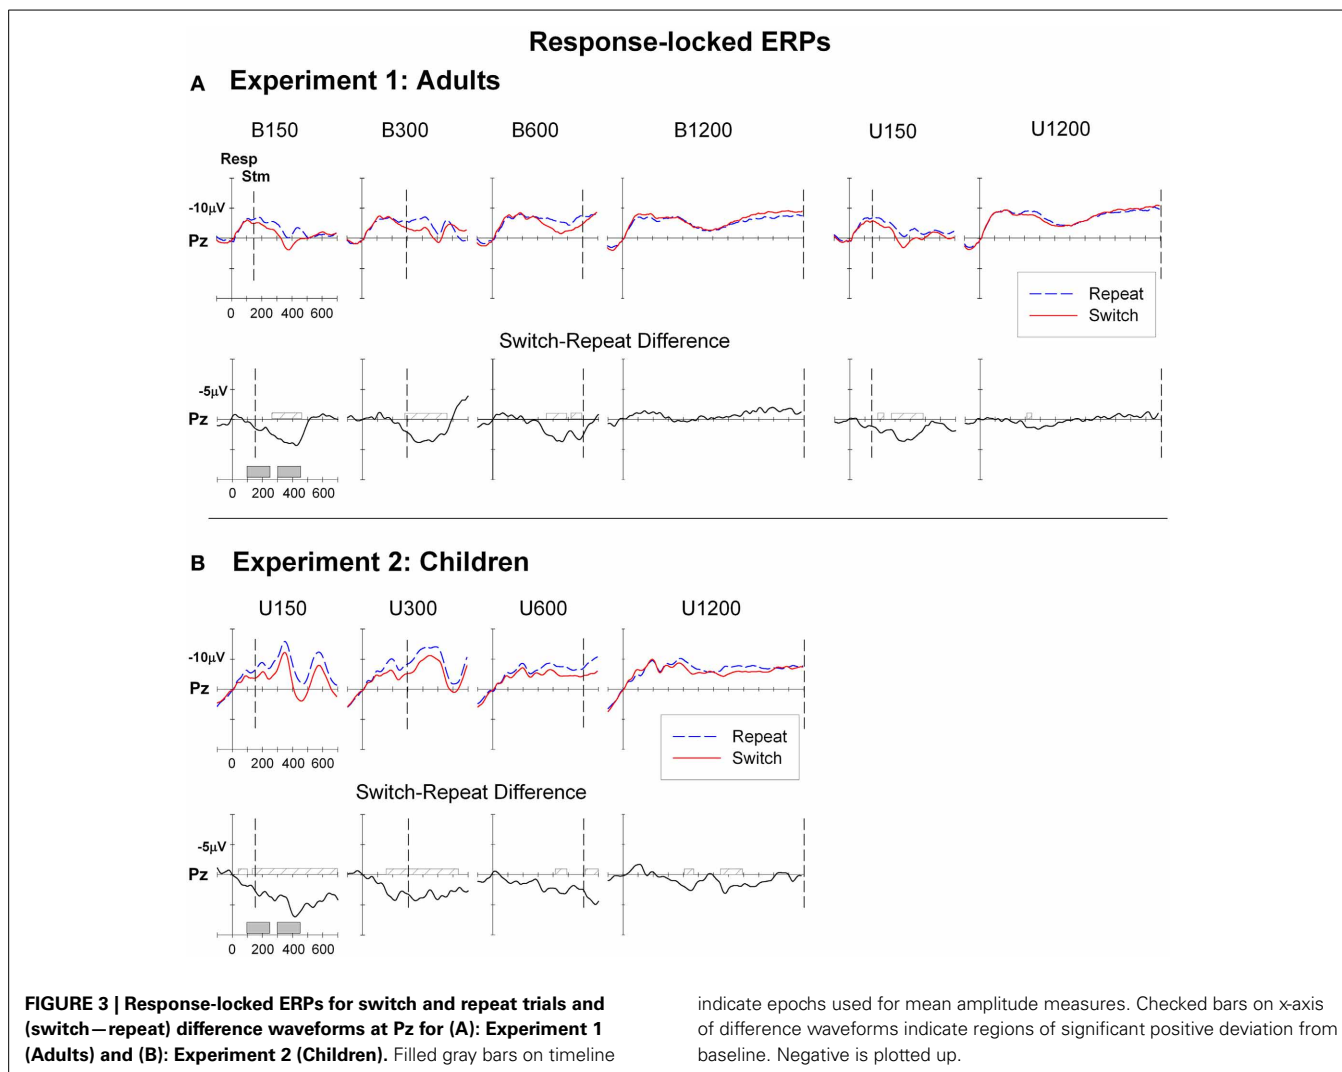 Response-locked ERPs
A Experiment 1: Adults
B150 B300 B600 B1200 U150 U1200
Resp
Stm
-10µV
Pz
Repeat
Switch
0 200 400 600
Switch-Repeat Difference
-5µV
Pz
0 200 400 600
B Experiment 2: Children
U150 U300 U600 U1200
-10µV
Pz
Repeat
Switch
0 200 400 600
Switch-Repeat Difference
-5µV
Pz
0 200 400 600
FIGURE 3 | Response-locked ERPs for switch and repeat trials and
(switch—repeat) difference waveforms at Pz for (A): Experiment 1
(Adults) and (B): Experiment 2 (Children). Filled gray bars on timeline
indicate epochs used for mean amplitude measures. Checked bars on x-axis
of difference waveforms indicate regions of significant positive deviation from
baseline. Negative is plotted up.